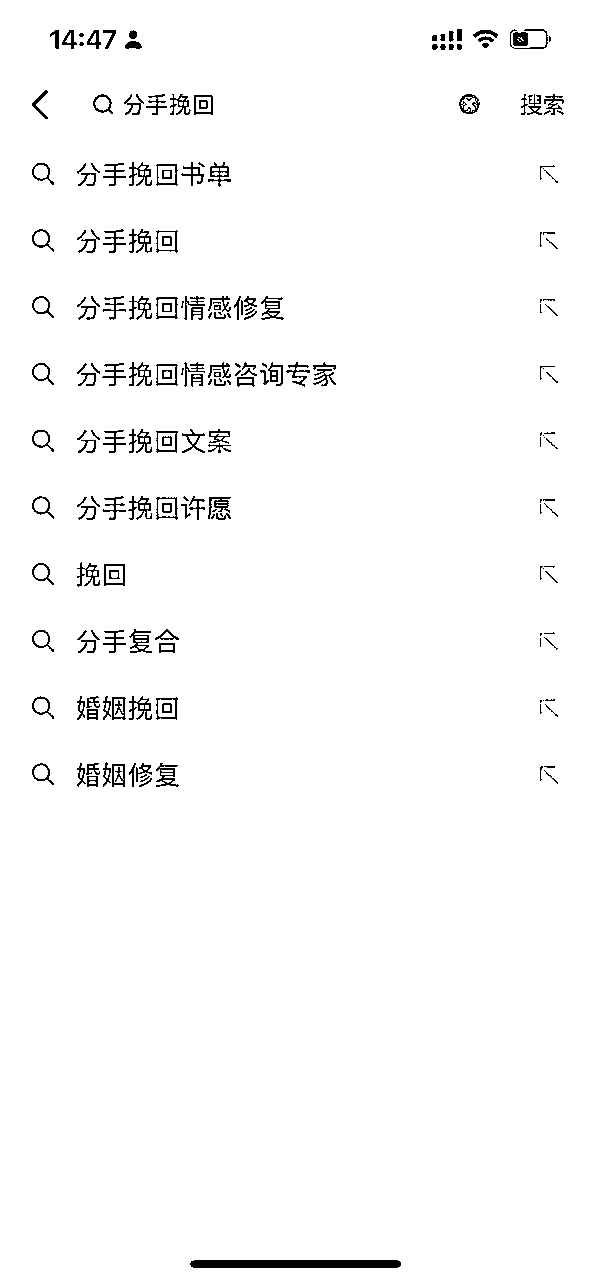 14:47
分手挽回 搜索
分手挽回书单
分手挽回
分手挽回情感修复
分手挽回情感咨询专家
分手挽回文案
分手挽回许愿
挽回
分手复合
婚姻挽回
婚姻修复